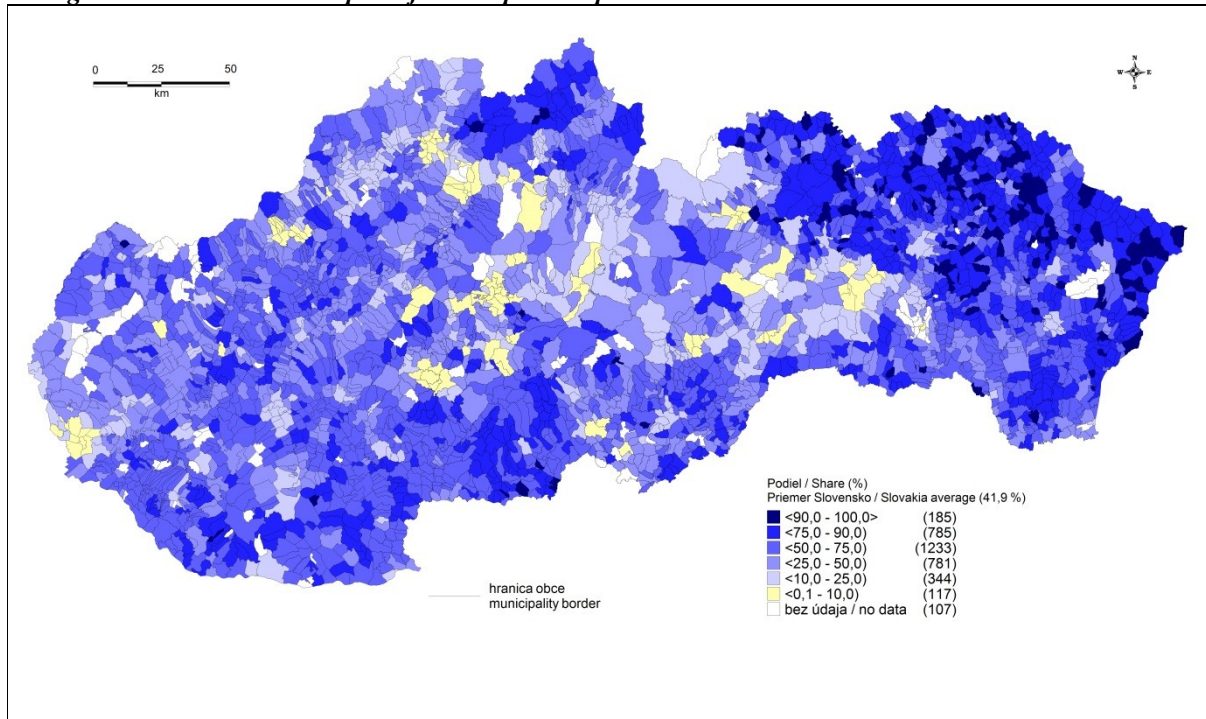 0 25 50
km
N
W E
S
Podiel / Share (%)
Priemer Slovensko / Slovakia average (41,9 %)
<90,0 - 100,0> (185)
<75,0 - 90,0) (785)
<50,0 - 75,0) (1233)
<25,0 - 50,0) (781)
<10,0 - 25,0) (344)
<0,1 - 10,0) (117)
bez údaja / no data (107)
hranica obce
municipality border